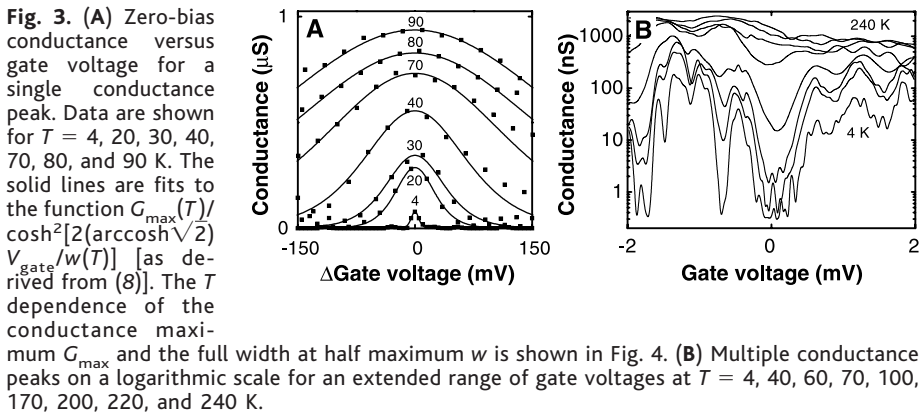 Fig. 3. (A) Zero-bias
conductance versus
gate voltage for a
single conductance
peak. Data are shown
for T = 4, 20, 30, 40,
70, 80, and 90 K. The
solid lines are fits to
the function Gmax(T)/
cosh²[2(arccosh√2)
Vgate/w(T)] [as de-
rived from (8)]. The T
dependence of the
conductance maxi-
mum Gmax and the full width at half maximum w is shown in Fig. 4. (B) Multiple conductance
peaks on a logarithmic scale for an extended range of gate voltages at T = 4, 40, 60, 70, 100,
170, 200, 220, and 240 K.
A
Conductance (μS)
1
0
90
80
70
40
30
20
4
-150 0 150
ΔGate voltage (mV)
B
Conductance (nS)
1000
100
10
1
240 K
4 K
-2 0 2
Gate voltage (mV)